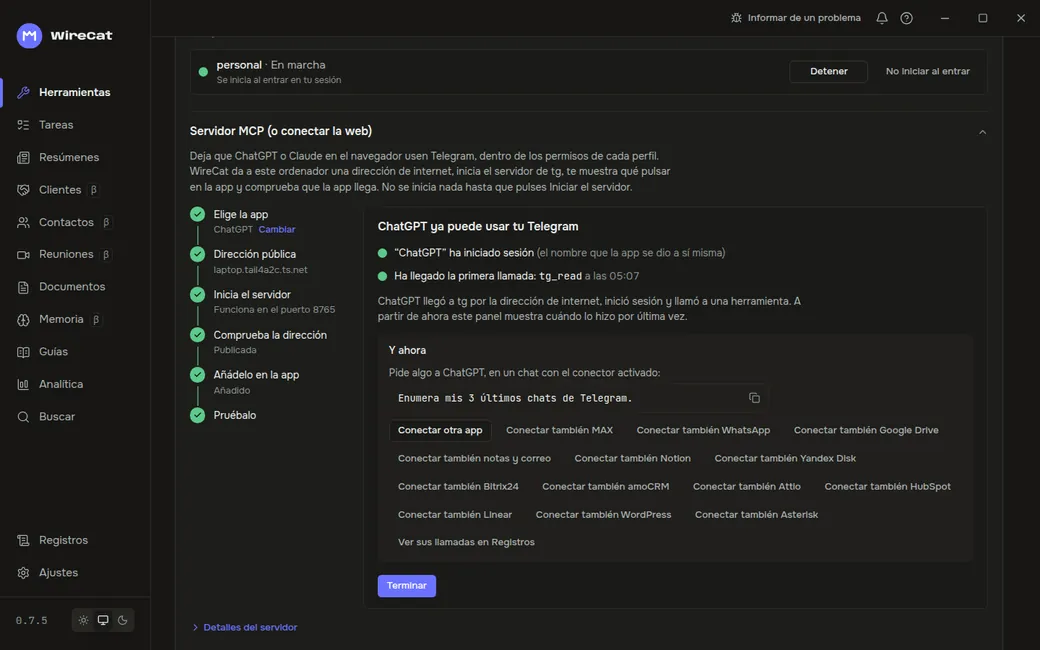 WireCat
Informar de un problema
Herramientas
Tareas
Resúmenes
Clientes β
Contactos β
Reuniones β
Documentos
Memoria β
Guías
Analítica
Buscar
Registros
Ajustes
0.7.5
personal · En marcha
Se inicia al entrar en tu sesión
Detener
No iniciar al entrar
Servidor MCP (o conectar la web)
Deja que ChatGPT o Claude en el navegador usen Telegram, dentro de los permisos de cada perfil.
WireCat da a este ordenador una dirección de internet, inicia el servidor de tg, te muestra qué pulsar
en la app y comprueba que la app llega. No se inicia nada hasta que pulses Iniciar el servidor.
Elige la app
ChatGPT Cambiar
Dirección pública
laptop.tail4a2c.ts.net
Inicia el servidor
Funciona en el puerto 8765
Comprueba la dirección
Publicada
Añádelo en la app
Añadido
Pruébalo
ChatGPT ya puede usar tu Telegram
“ChatGPT” ha iniciado sesión (el nombre que la app se dio a sí misma)
Ha llegado la primera llamada: tg_read a las 05:07
ChatGPT llegó a tg por la dirección de internet, inició sesión y llamó a una herramienta. A
partir de ahora este panel muestra cuándo lo hizo por última vez.
Y ahora
Pide algo a ChatGPT, en un chat con el conector activado:
Enumera mis 3 últimos chats de Telegram.
Conectar otra app Conectar también MAX Conectar también WhatsApp Conectar también Google Drive
Conectar también notas y correo Conectar también Notion Conectar también Yandex Disk
Conectar también Bitrix24 Conectar también amoCRM Conectar también Attio Conectar también HubSpot
Conectar también Linear Conectar también WordPress Conectar también Asterisk
Ver sus llamadas en Registros
Terminar
Detalles del servidor